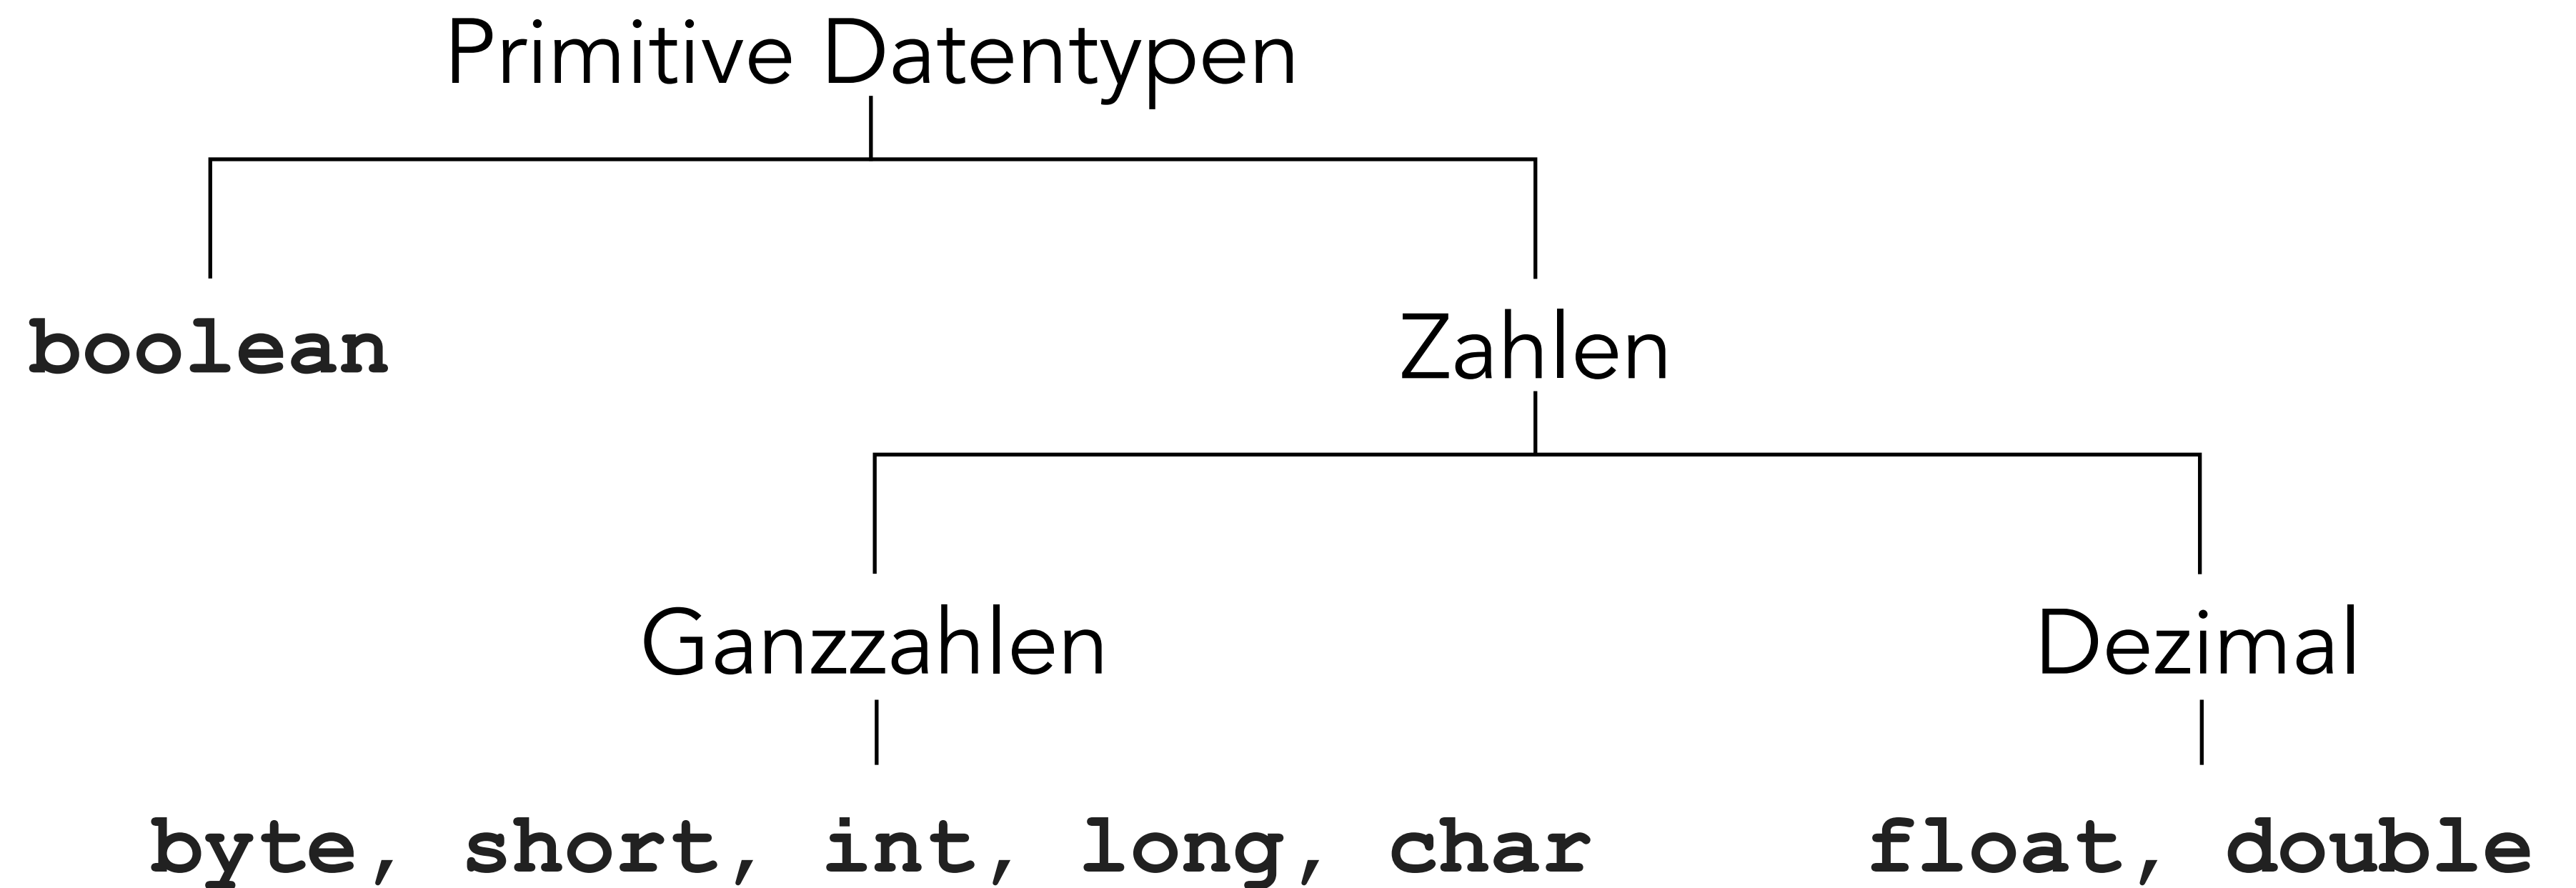 Primitive Datentypen
boolean
Zahlen
Ganzzahlen
Dezimal
byte, short, int, long, char
float, double